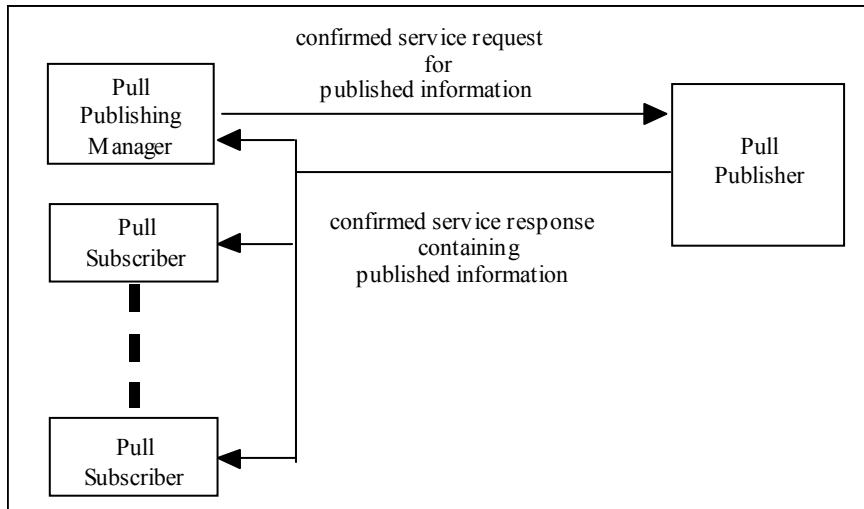 confirmed service request
for
published information
Pull
Publishing
Manager
Pull
Publisher
Pull
Subscriber
confirmed service response
containing
published information
Pull
Subscriber